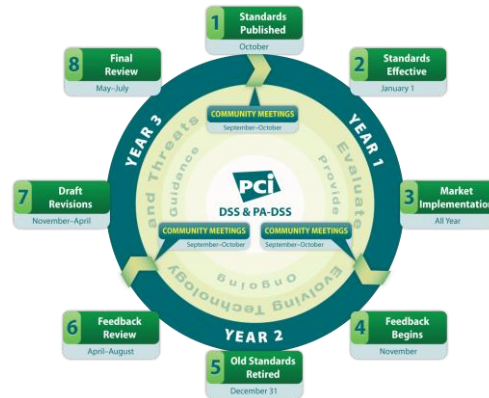 1 Standards
Published
October
2 Standards
Effective
January 1
3 Market
Implementation
All Year
4 Feedback
Begins
November
5 Old Standards
Retired
December 31
6 Feedback
Review
April–August
7 Draft
Revisions
November–April
8 Final
Review
May–July
YEAR 1
YEAR 2
YEAR 3
COMMUNITY MEETINGS
September–October
COMMUNITY MEETINGS
September–October
COMMUNITY MEETINGS
September–October
Evaluate
Evolving Technology
and Threats
Provide
Ongoing
Guidance
PCi
DSS & PA-DSS